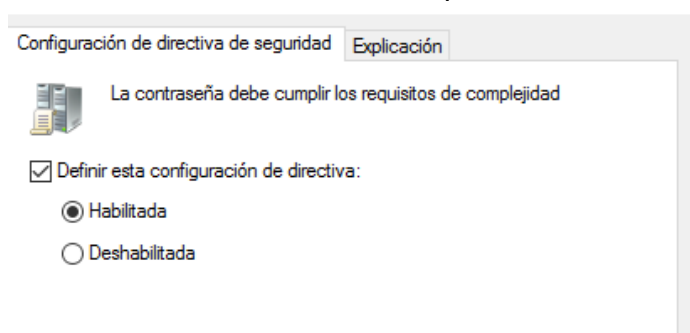 Configuración de directiva de seguridad Explicación
La contraseña debe cumplir los requisitos de complejidad
Definir esta configuración de directiva:
Habilitada
Deshabilitada